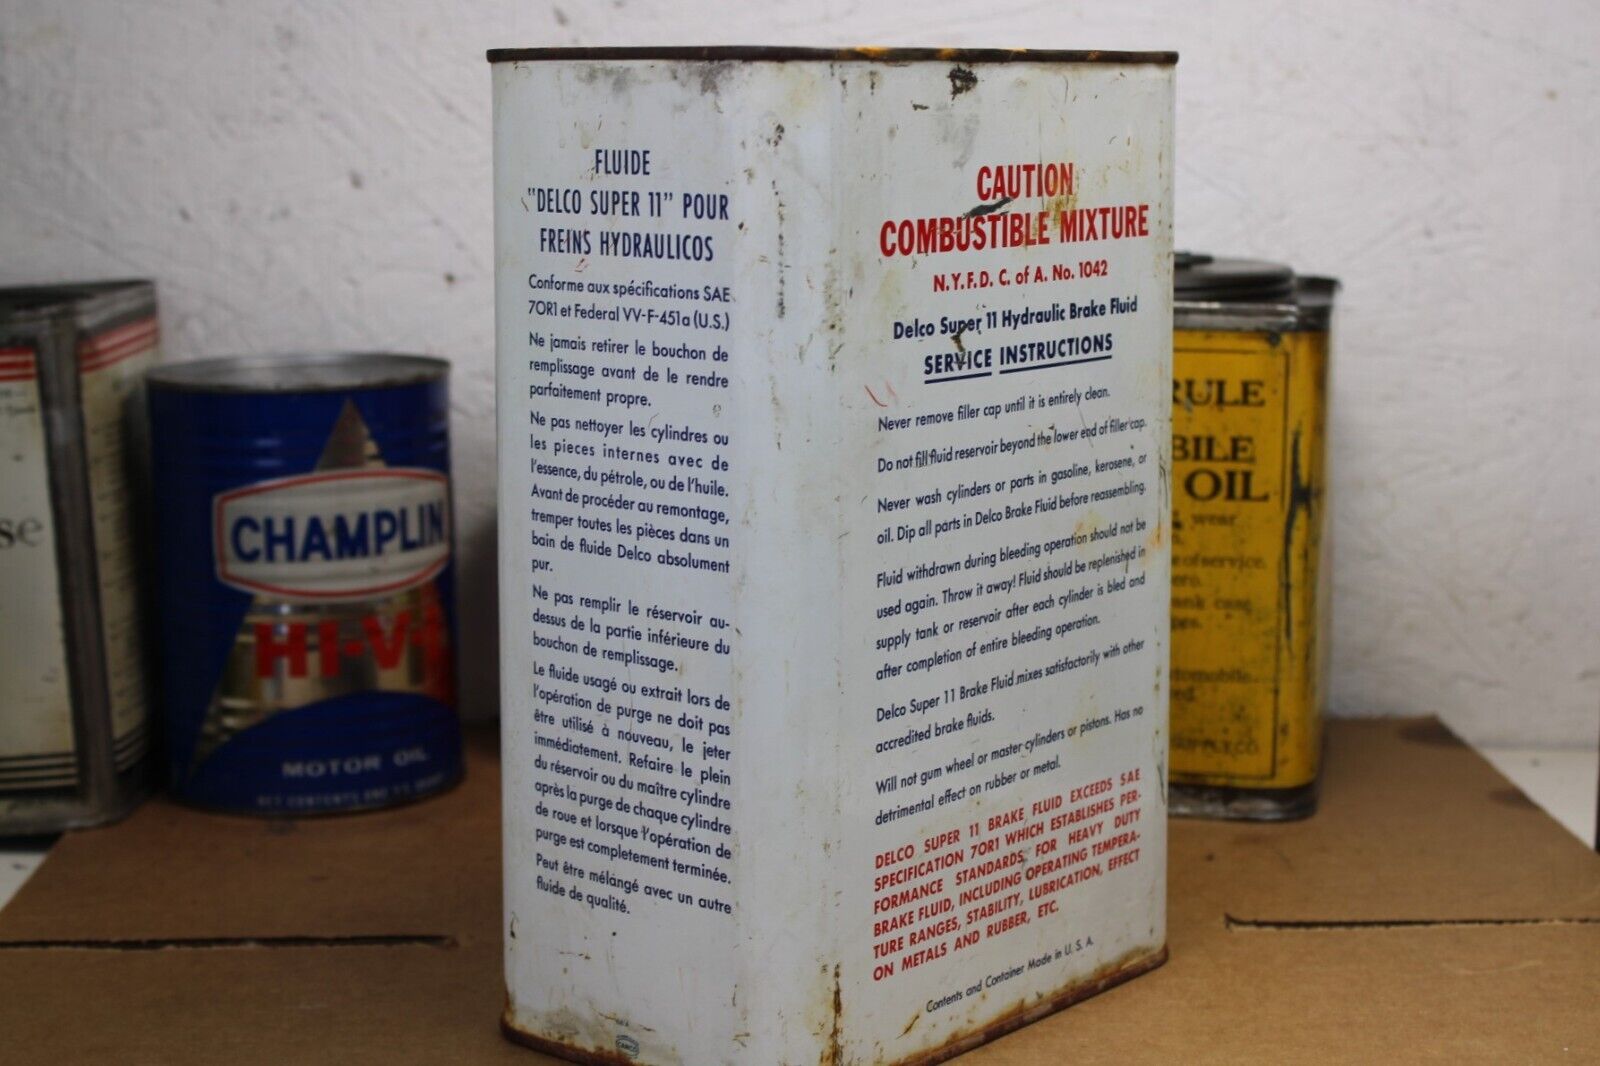 FLUIDE
"DELCO SUPER 11" POUR
FREINS HYDRAULICOS
Conforme aux spécifications SAE
70R1 et Federal VV-F-451a (U.S.)
Ne jamais retirer le bouchon de
remplissage avant de le rendre
parfaitement propre.
Ne pas nettoyer les cylindres ou
les pieces internes avec de
l'essence, du pétrole, ou de l'huile.
Avant de procéder au remontage,
tremper toutes les pièces dans un
bain de fluide Delco absolument
pur.
Ne pas remplir le réservoir au-
dessus de la partie inférieure du
bouchon de remplissage.
Le fluide usagé ou extrait lors de
l'opération de purge ne doit pas
être utilisé à nouveau, le jeter
immédiatement. Refaire le plein
du réservoir ou du maître cylindre
après la purge de chaque cylindre
de roue et lorsque l'opération de
purge est completement terminée.
Peut être mélangé avec un autre
fluide de qualité.
CANCO
CAUTION
COMBUSTIBLE MIXTURE
N.Y.F.D. C. of A. No. 1042
Delco Super 11 Hydraulic Brake Fluid
SERVICE INSTRUCTIONS
Never remove filler cap until it is entirely clean.
Do not fill fluid reservoir beyond the lower end of filler cap.
Never wash cylinders or parts in gasoline, kerosene, or
oil. Dip all parts in Delco Brake Fluid before reassembling.
Fluid withdrawn during bleeding operation should not be
used again. Throw it away! Fluid should be replenished in
supply tank or reservoir after each cylinder is bled and
after completion of entire bleeding operation.
Delco Super 11 Brake Fluid mixes satisfactorily with other
accredited brake fluids.
Will not gum wheel or master cylinders or pistons. Has no
detrimental effect on rubber or metal.
DELCO SUPER 11 BRAKE FLUID EXCEEDS SAE
SPECIFICATION 70R1 WHICH ESTABLISHES PER-
FORMANCE STANDARDS FOR HEAVY DUTY
BRAKE FLUID, INCLUDING OPERATING TEMPERA-
TURE RANGES, STABILITY, LUBRICATION, EFFECT
ON METALS AND RUBBER, ETC.
Contents and Container Made in U. S. A.
se
CHAMPLIN
HI-V-I
MOTOR OIL
RULE
BILE
OIL
wear
of service.
ank case
utomobile